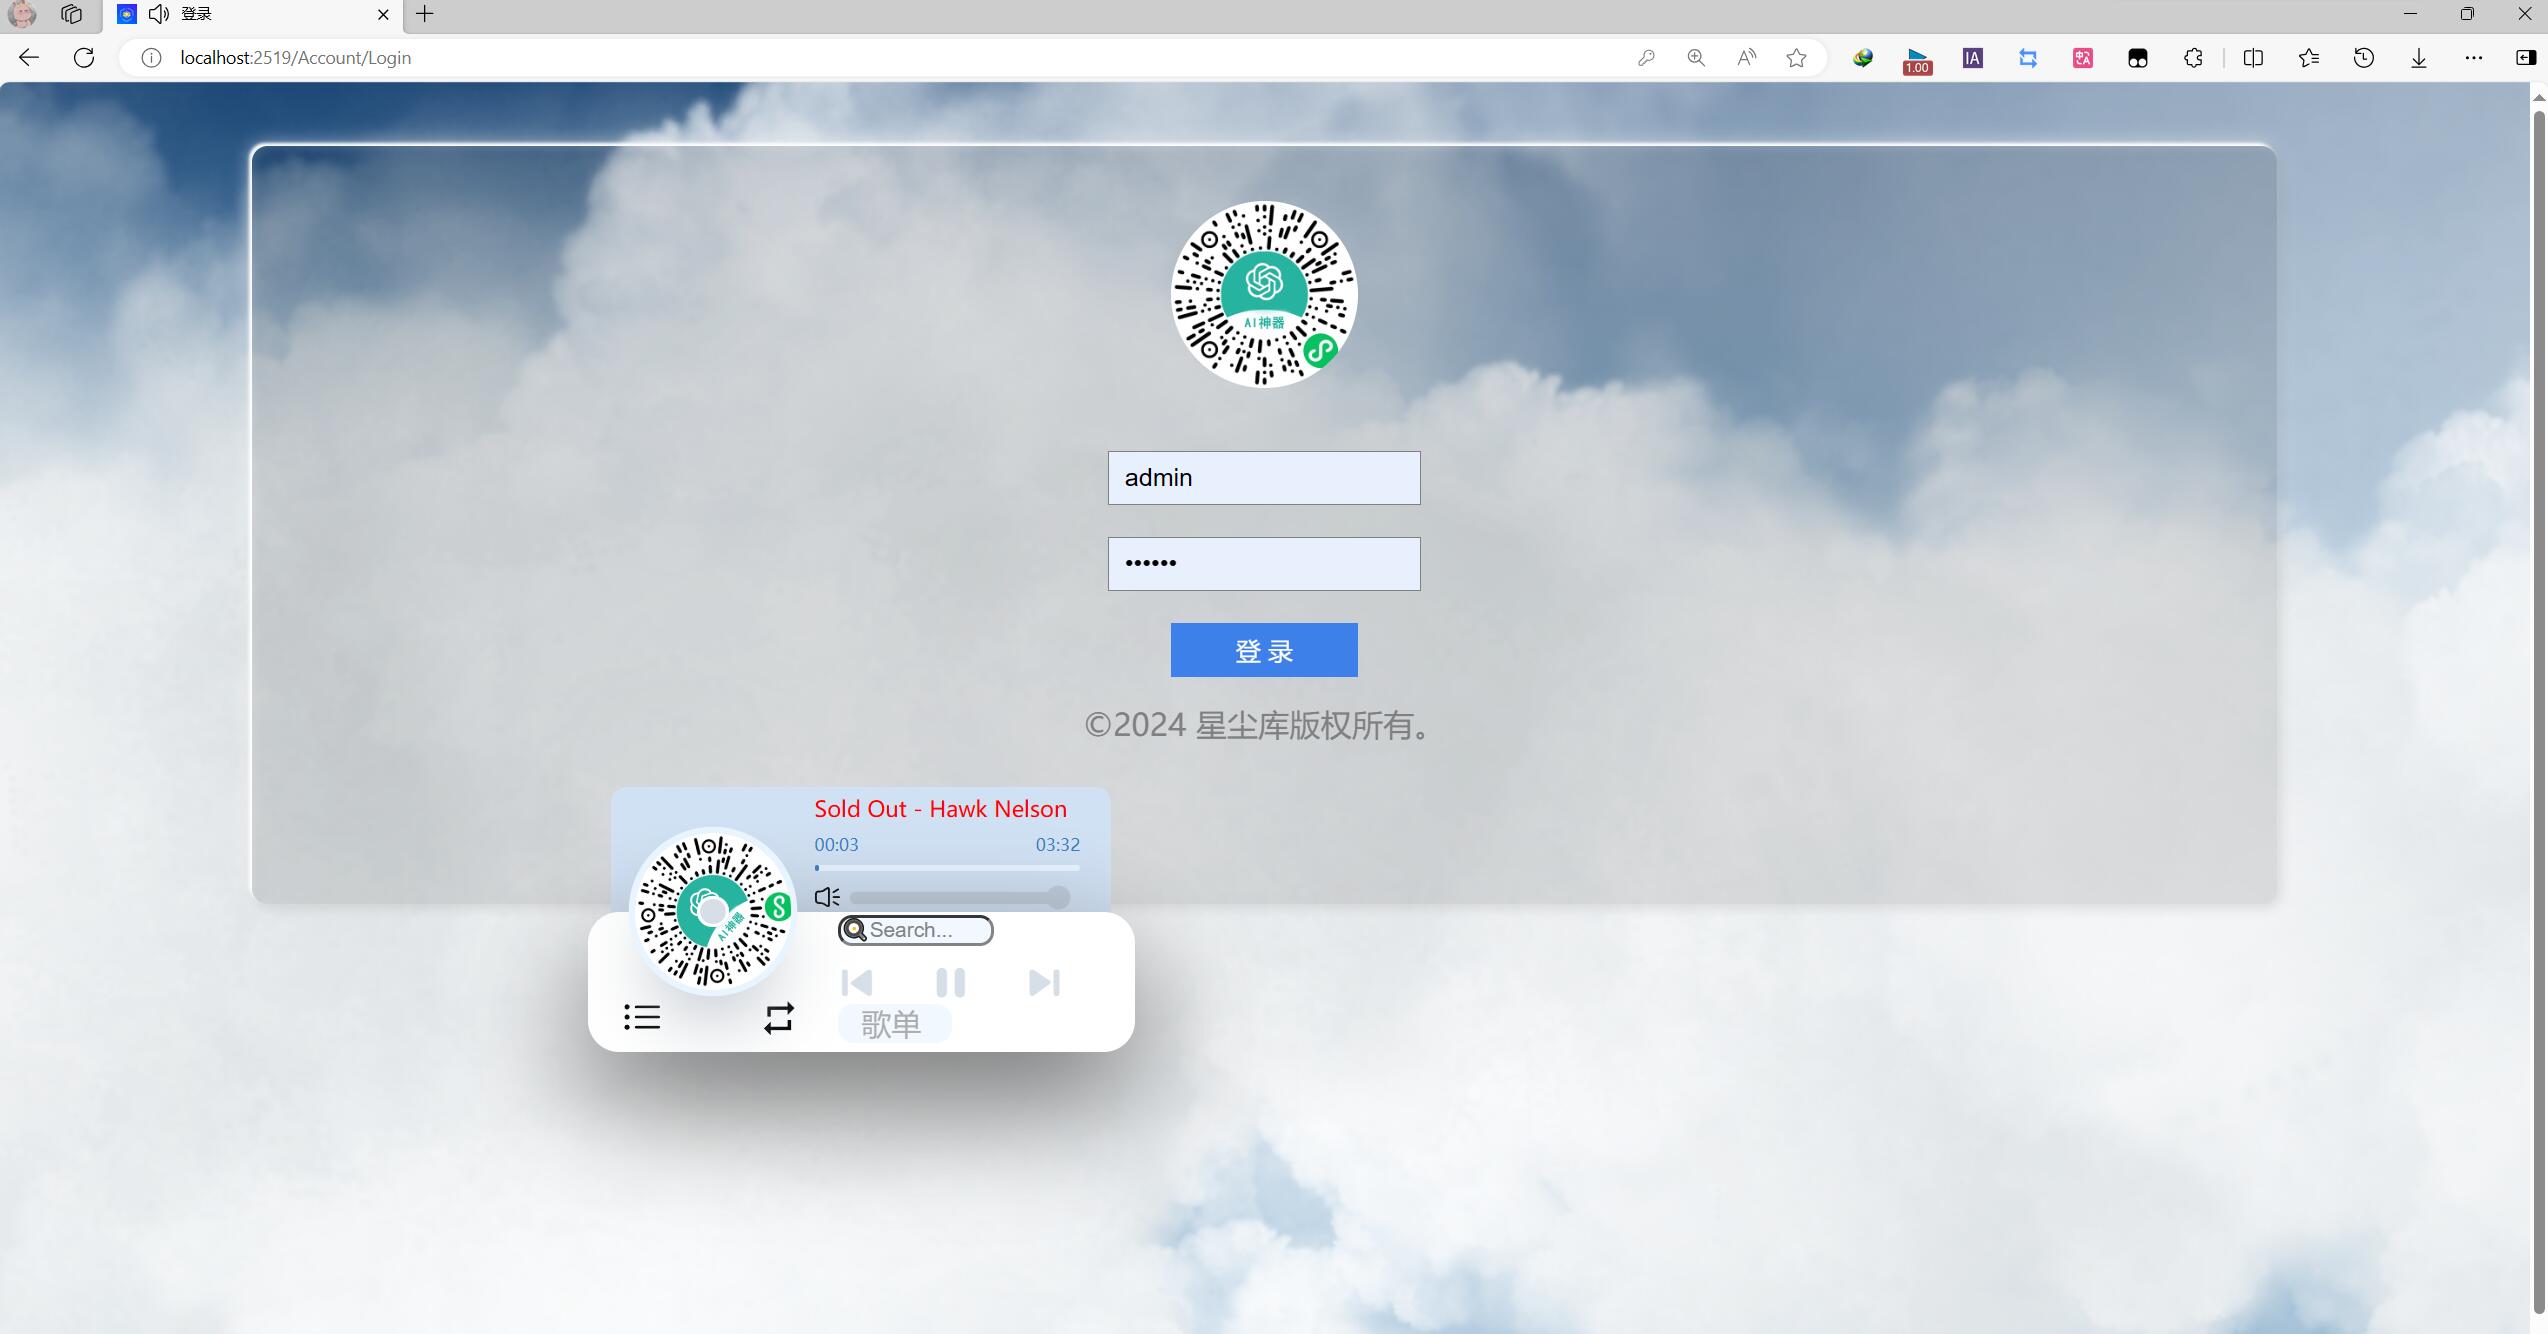 登录
localhost:2519/Account/Login
1.00
IA
AI神器
admin
••••••
登 录
©2024 星尘库版权所有。
Sold Out - Hawk Nelson
00:03
03:32
AI神器
Search...
歌单